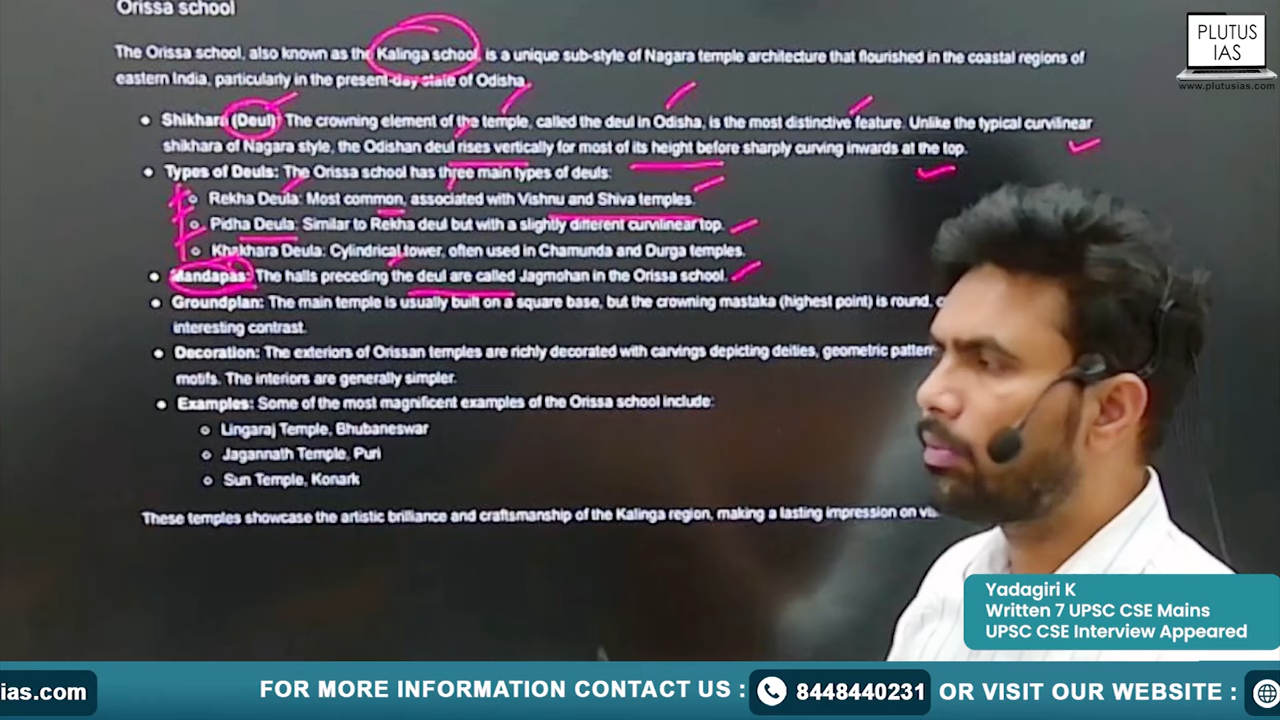 Orissa school
PLUTUS
IAS
www.plutusias.com
The Orissa school, also known as the Kalinga school, is a unique sub-style of Nagara temple architecture that flourished in the coastal regions of
eastern India, particularly in the present-day state of Odisha.
• Shikhara (Deul): The crowning element of the temple, called the deul in Odisha, is the most distinctive feature. Unlike the typical curvilinear
shikhara of Nagara style, the Odishan deul rises vertically for most of its height before sharply curving inwards at the top.
• Types of Deuls: The Orissa school has three main types of deuls:
○ Rekha Deula: Most common, associated with Vishnu and Shiva temples.
○ Pidha Deula: Similar to Rekha deul but with a slightly different curvilinear top.
○ Khakhara Deula: Cylindrical tower, often used in Chamunda and Durga temples.
• Mandapas: The halls preceding the deul are called Jagmohan in the Orissa school.
• Groundplan: The main temple is usually built on a square base, but the crowning mastaka (highest point) is round,
interesting contrast.
• Decoration: The exteriors of Orissan temples are richly decorated with carvings depicting deities, geometric pattern
motifs. The interiors are generally simpler.
• Examples: Some of the most magnificent examples of the Orissa school include:
○ Lingaraj Temple, Bhubaneswar
○ Jagannath Temple, Puri
○ Sun Temple, Konark
These temples showcase the artistic brilliance and craftsmanship of the Kalinga region, making a lasting impression on
Yadagiri K
Written 7 UPSC CSE Mains
UPSC CSE Interview Appeared
ias.com FOR MORE INFORMATION CONTACT US : 8448440231 OR VISIT OUR WEBSITE :